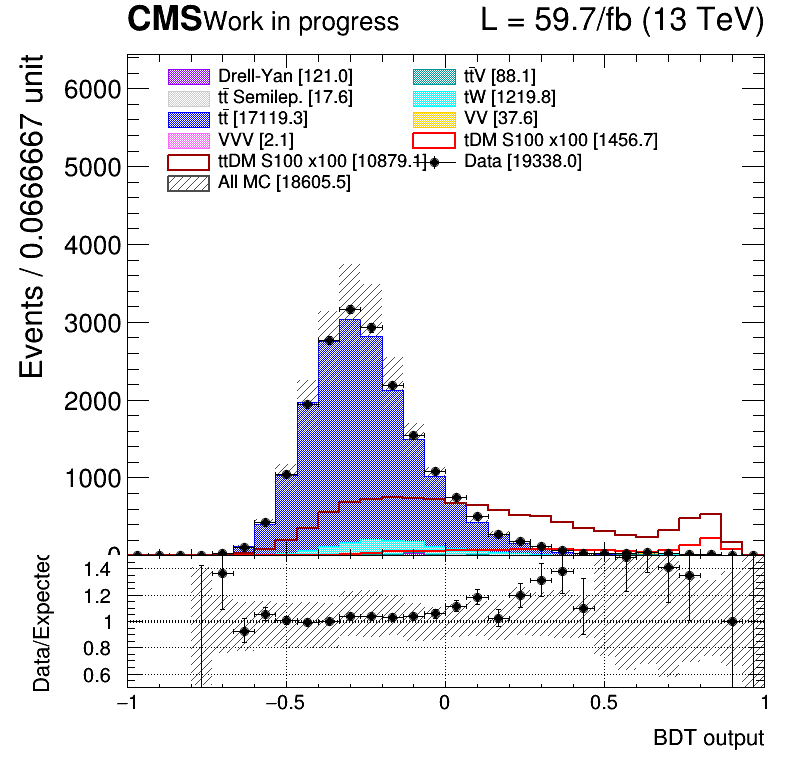 CMS Work in progress L = 59.7/fb (13 TeV)
Events / 0.0666667 unit
6000
5000
4000
3000
2000
1000
0
Drell-Yan [121.0]
tt̄V [88.1]
tt̄ Semilep. [17.6]
tW [1219.8]
tt̄ [17119.3]
VV [37.6]
VVV [2.1]
tDM S100 x100 [1456.7]
ttDM S100 x100 [10879.1]
Data [19338.0]
All MC [18605.5]
Data/Expected
1.4
1.2
1
0.8
0.6
−1 −0.5 0 0.5 1
BDT output